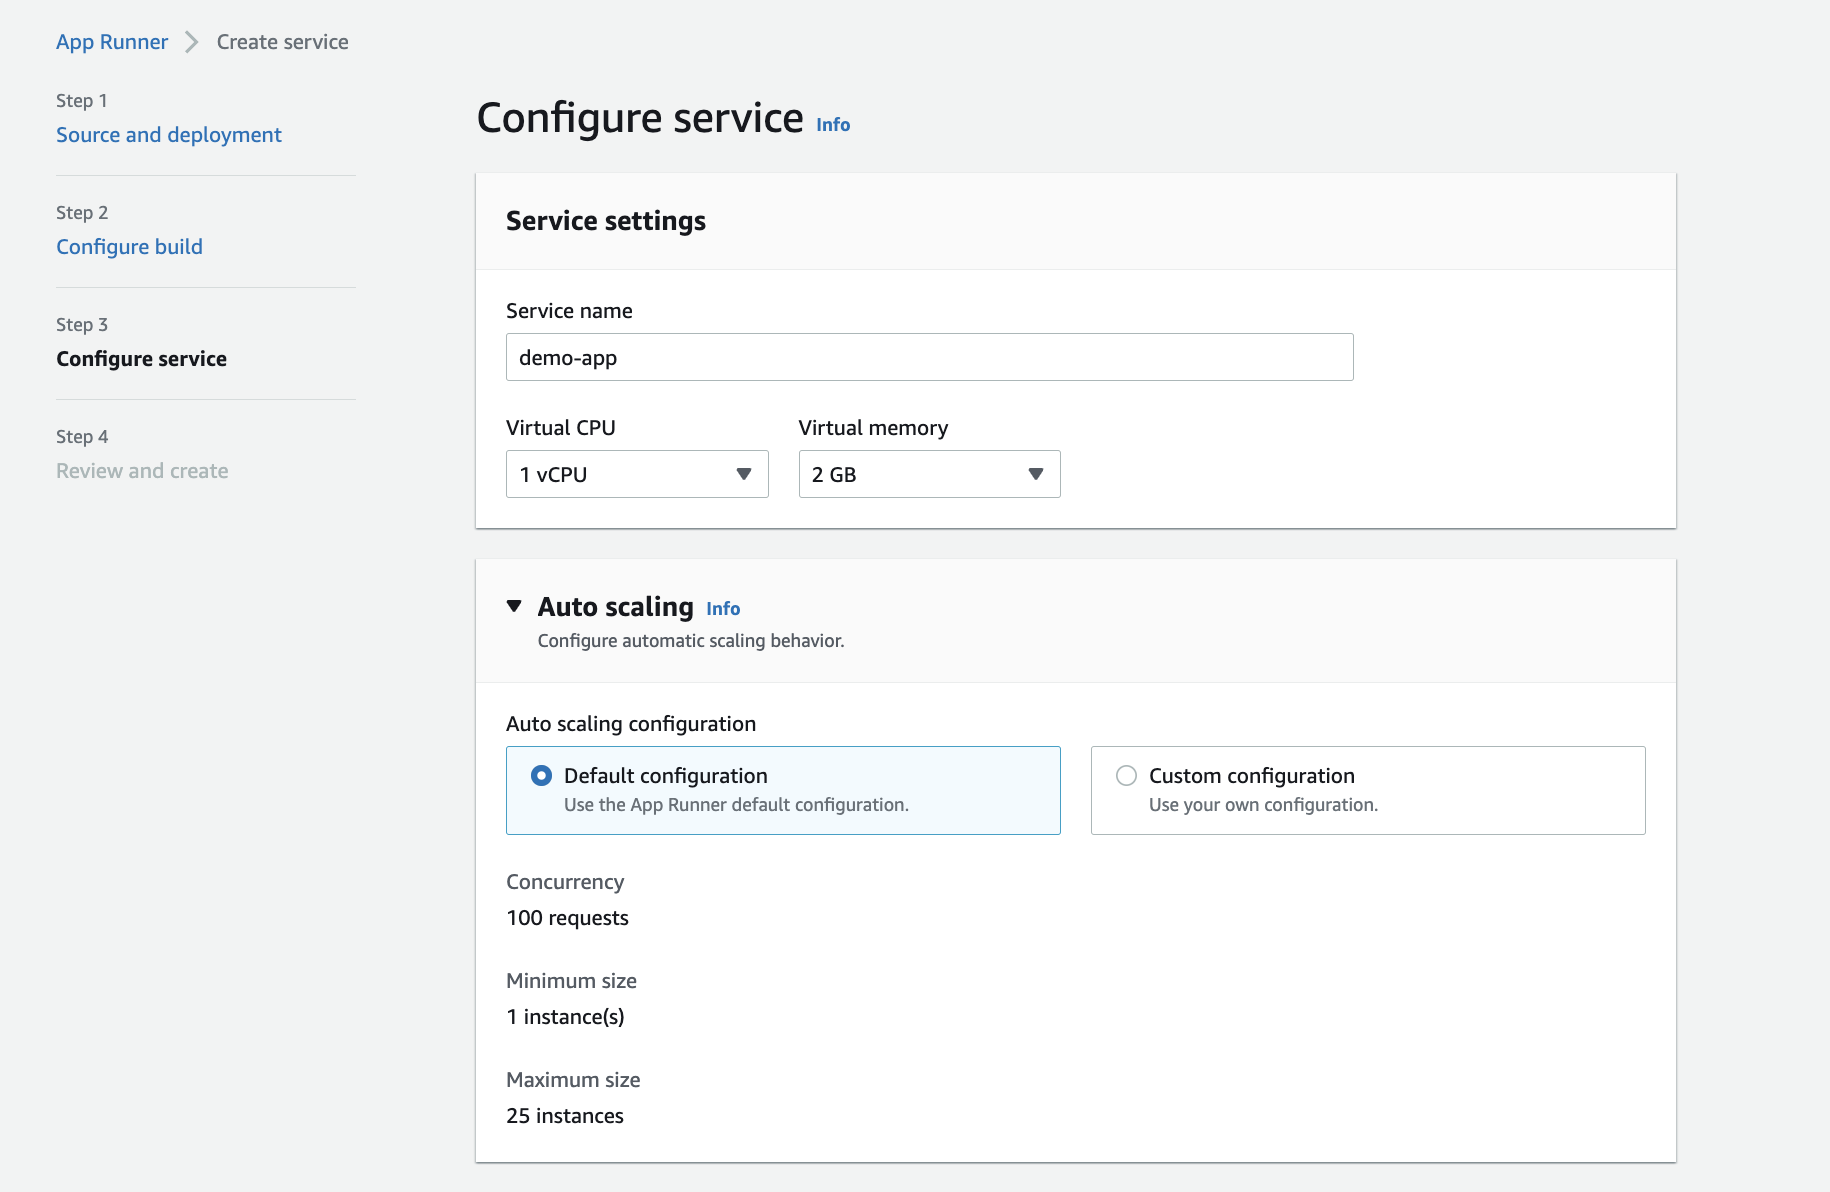 App Runner
Create service
Step 1
Source and deployment
Step 2
Configure build
Step 3
Configure service
Step 4
Review and create
Configure service Info
Service settings
Service name
demo-app
Virtual CPU
Virtual memory
1 vCPU
2 GB
Auto scaling Info
Configure automatic scaling behavior.
Auto scaling configuration
Default configuration
Use the App Runner default configuration.
Custom configuration
Use your own configuration.
Concurrency
100 requests
Minimum size
1 instance(s)
Maximum size
25 instances